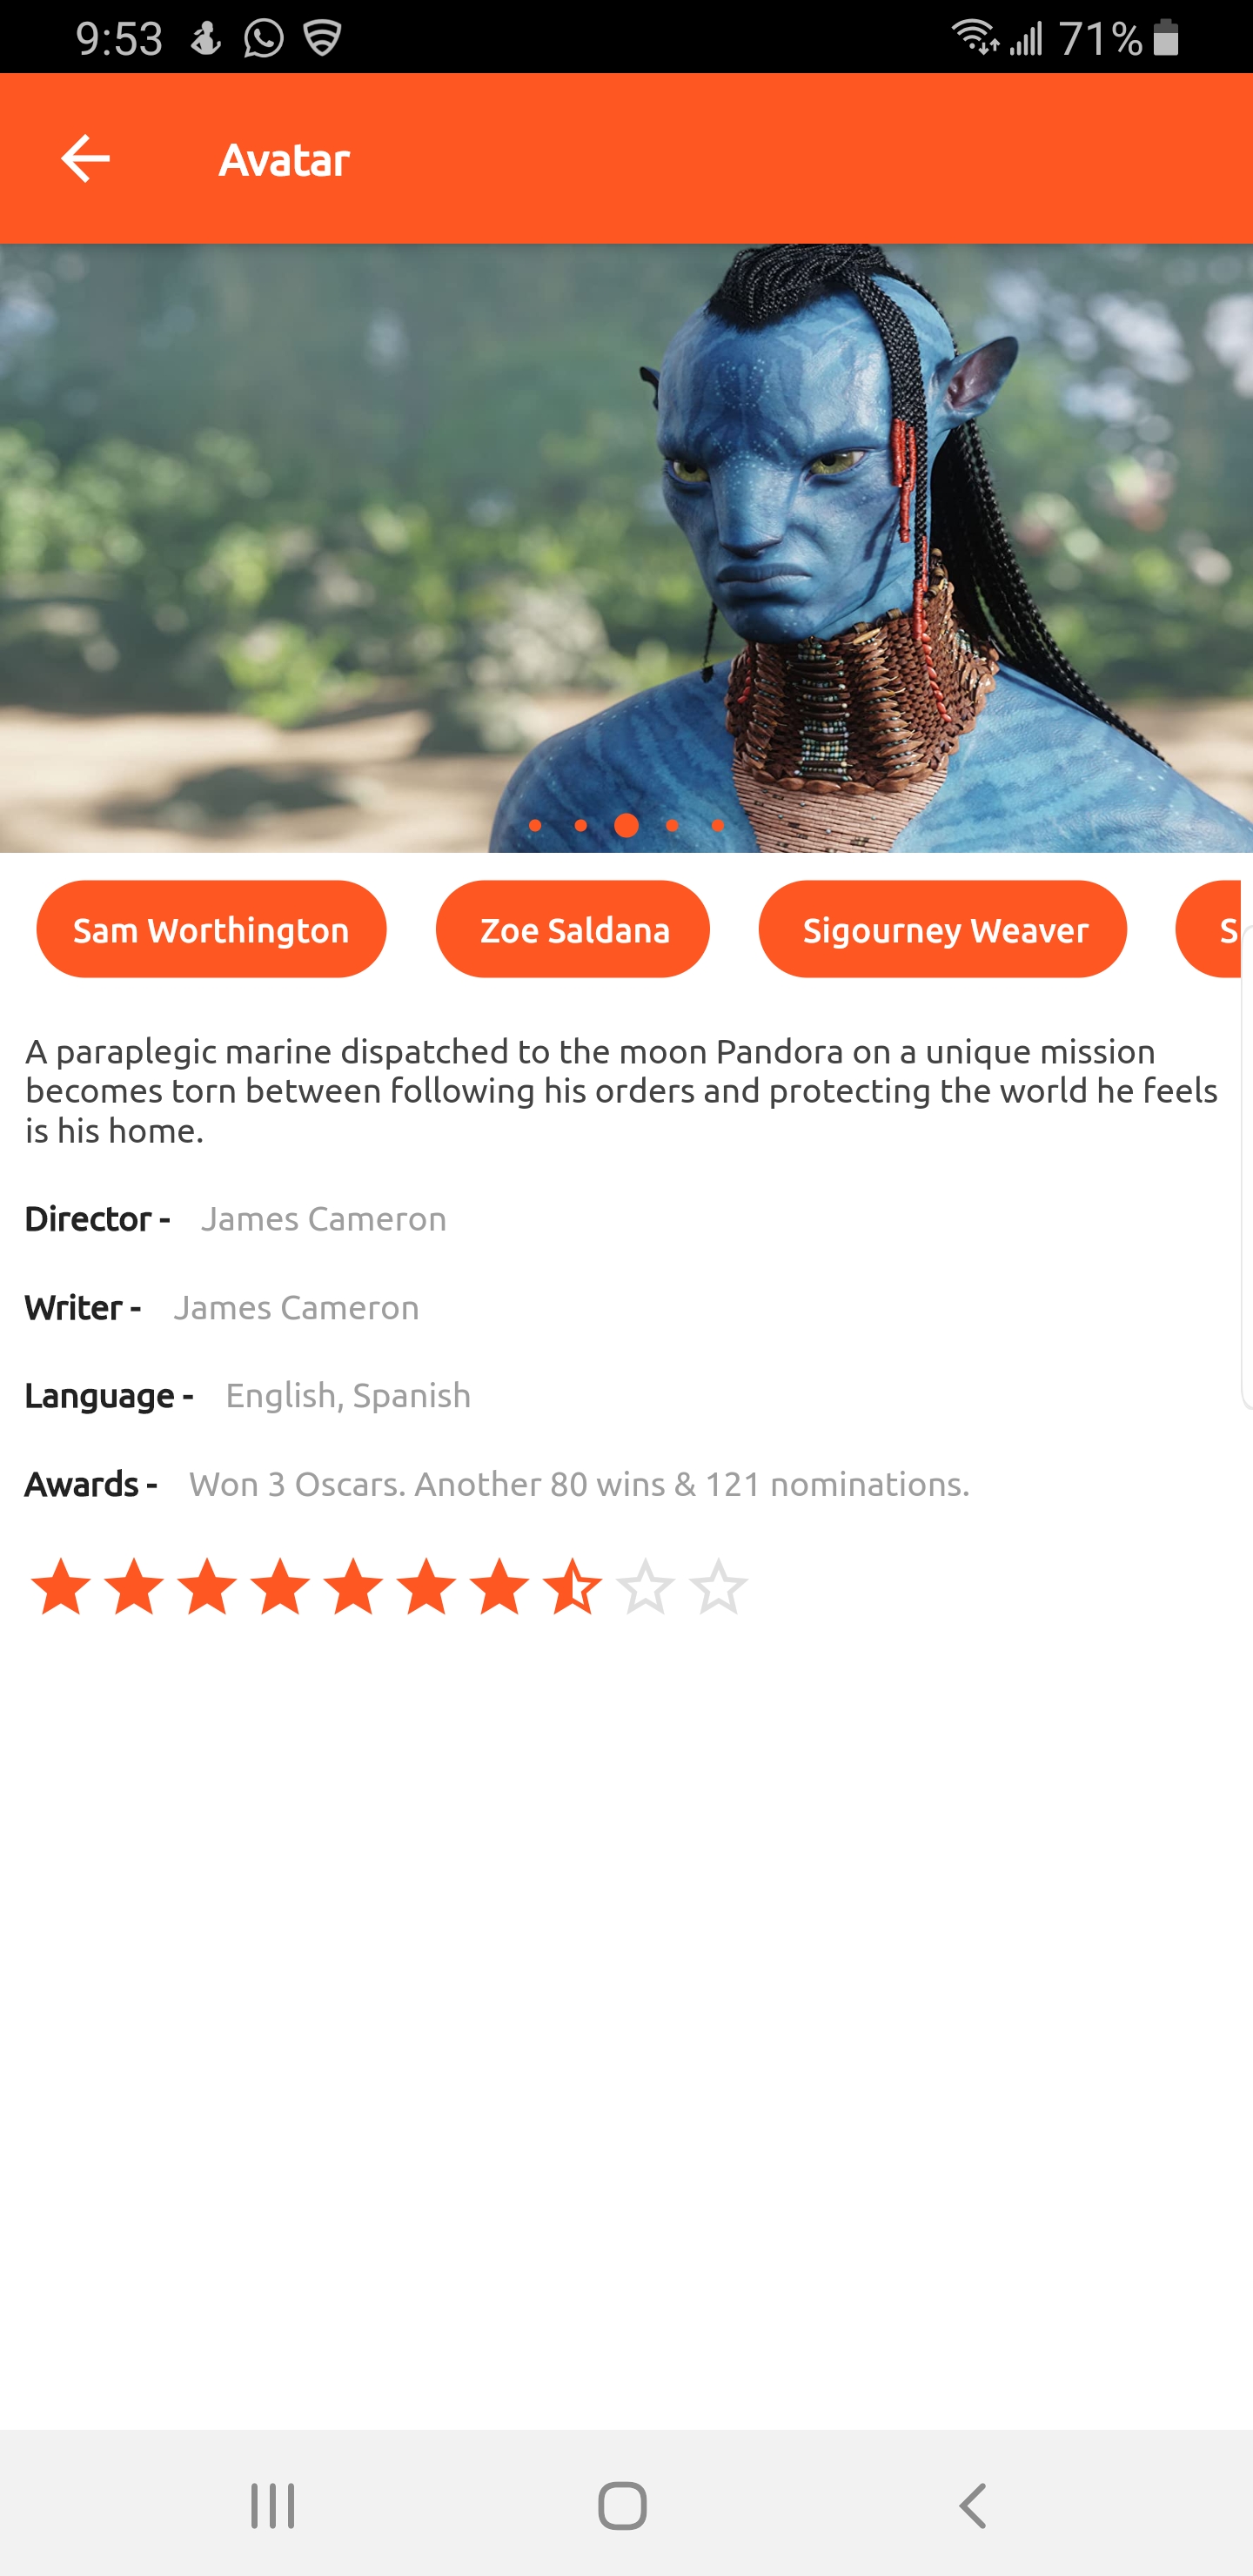 9:53 71%
Avatar
Sam Worthington Zoe Saldana Sigourney Weaver S
A paraplegic marine dispatched to the moon Pandora on a unique mission
becomes torn between following his orders and protecting the world he feels
is his home.
Director - James Cameron
Writer - James Cameron
Language - English, Spanish
Awards - Won 3 Oscars. Another 80 wins & 121 nominations.